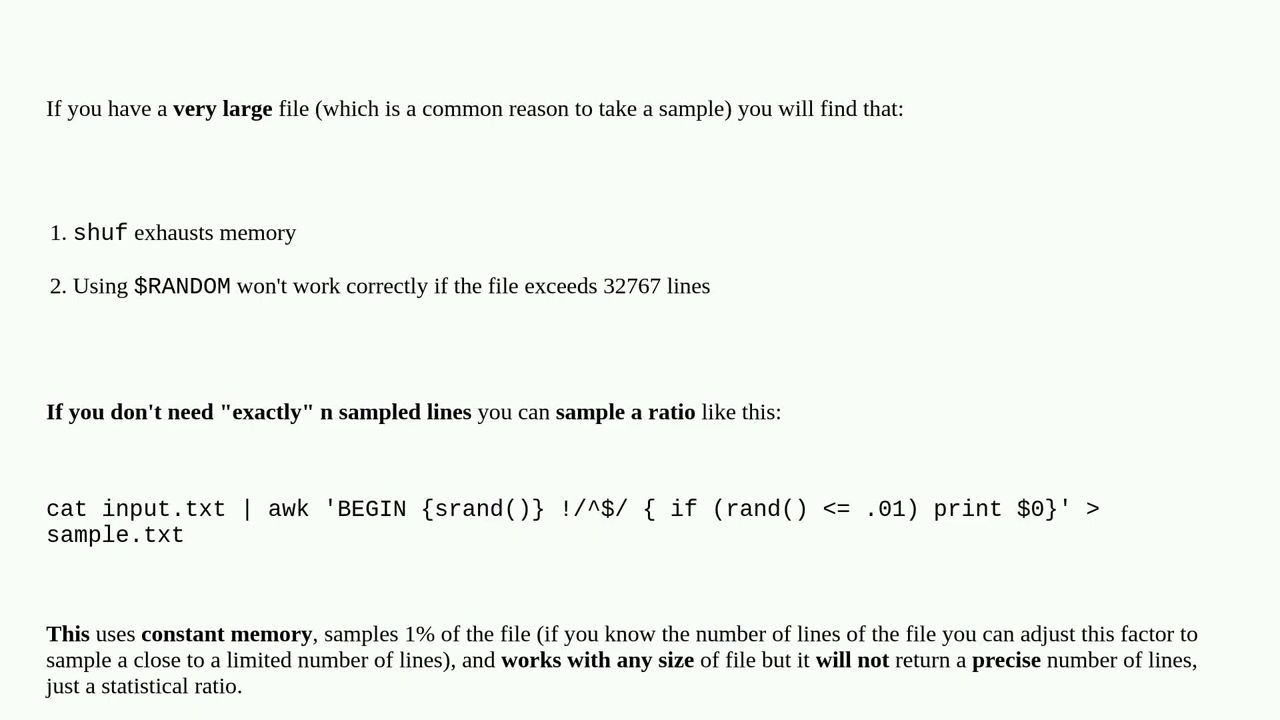 If you have a very large file (which is a common reason to take a sample) you will find that:
1. shuf exhausts memory
2. Using $RANDOM won't work correctly if the file exceeds 32767 lines
If you don't need "exactly" n sampled lines you can sample a ratio like this:
cat input.txt | awk 'BEGIN {srand()} !/^$/ { if (rand() <= .01) print $0}' >
sample.txt
This uses constant memory, samples 1% of the file (if you know the number of lines of the file you can adjust this factor to
sample a close to a limited number of lines), and works with any size of file but it will not return a precise number of lines,
just a statistical ratio.